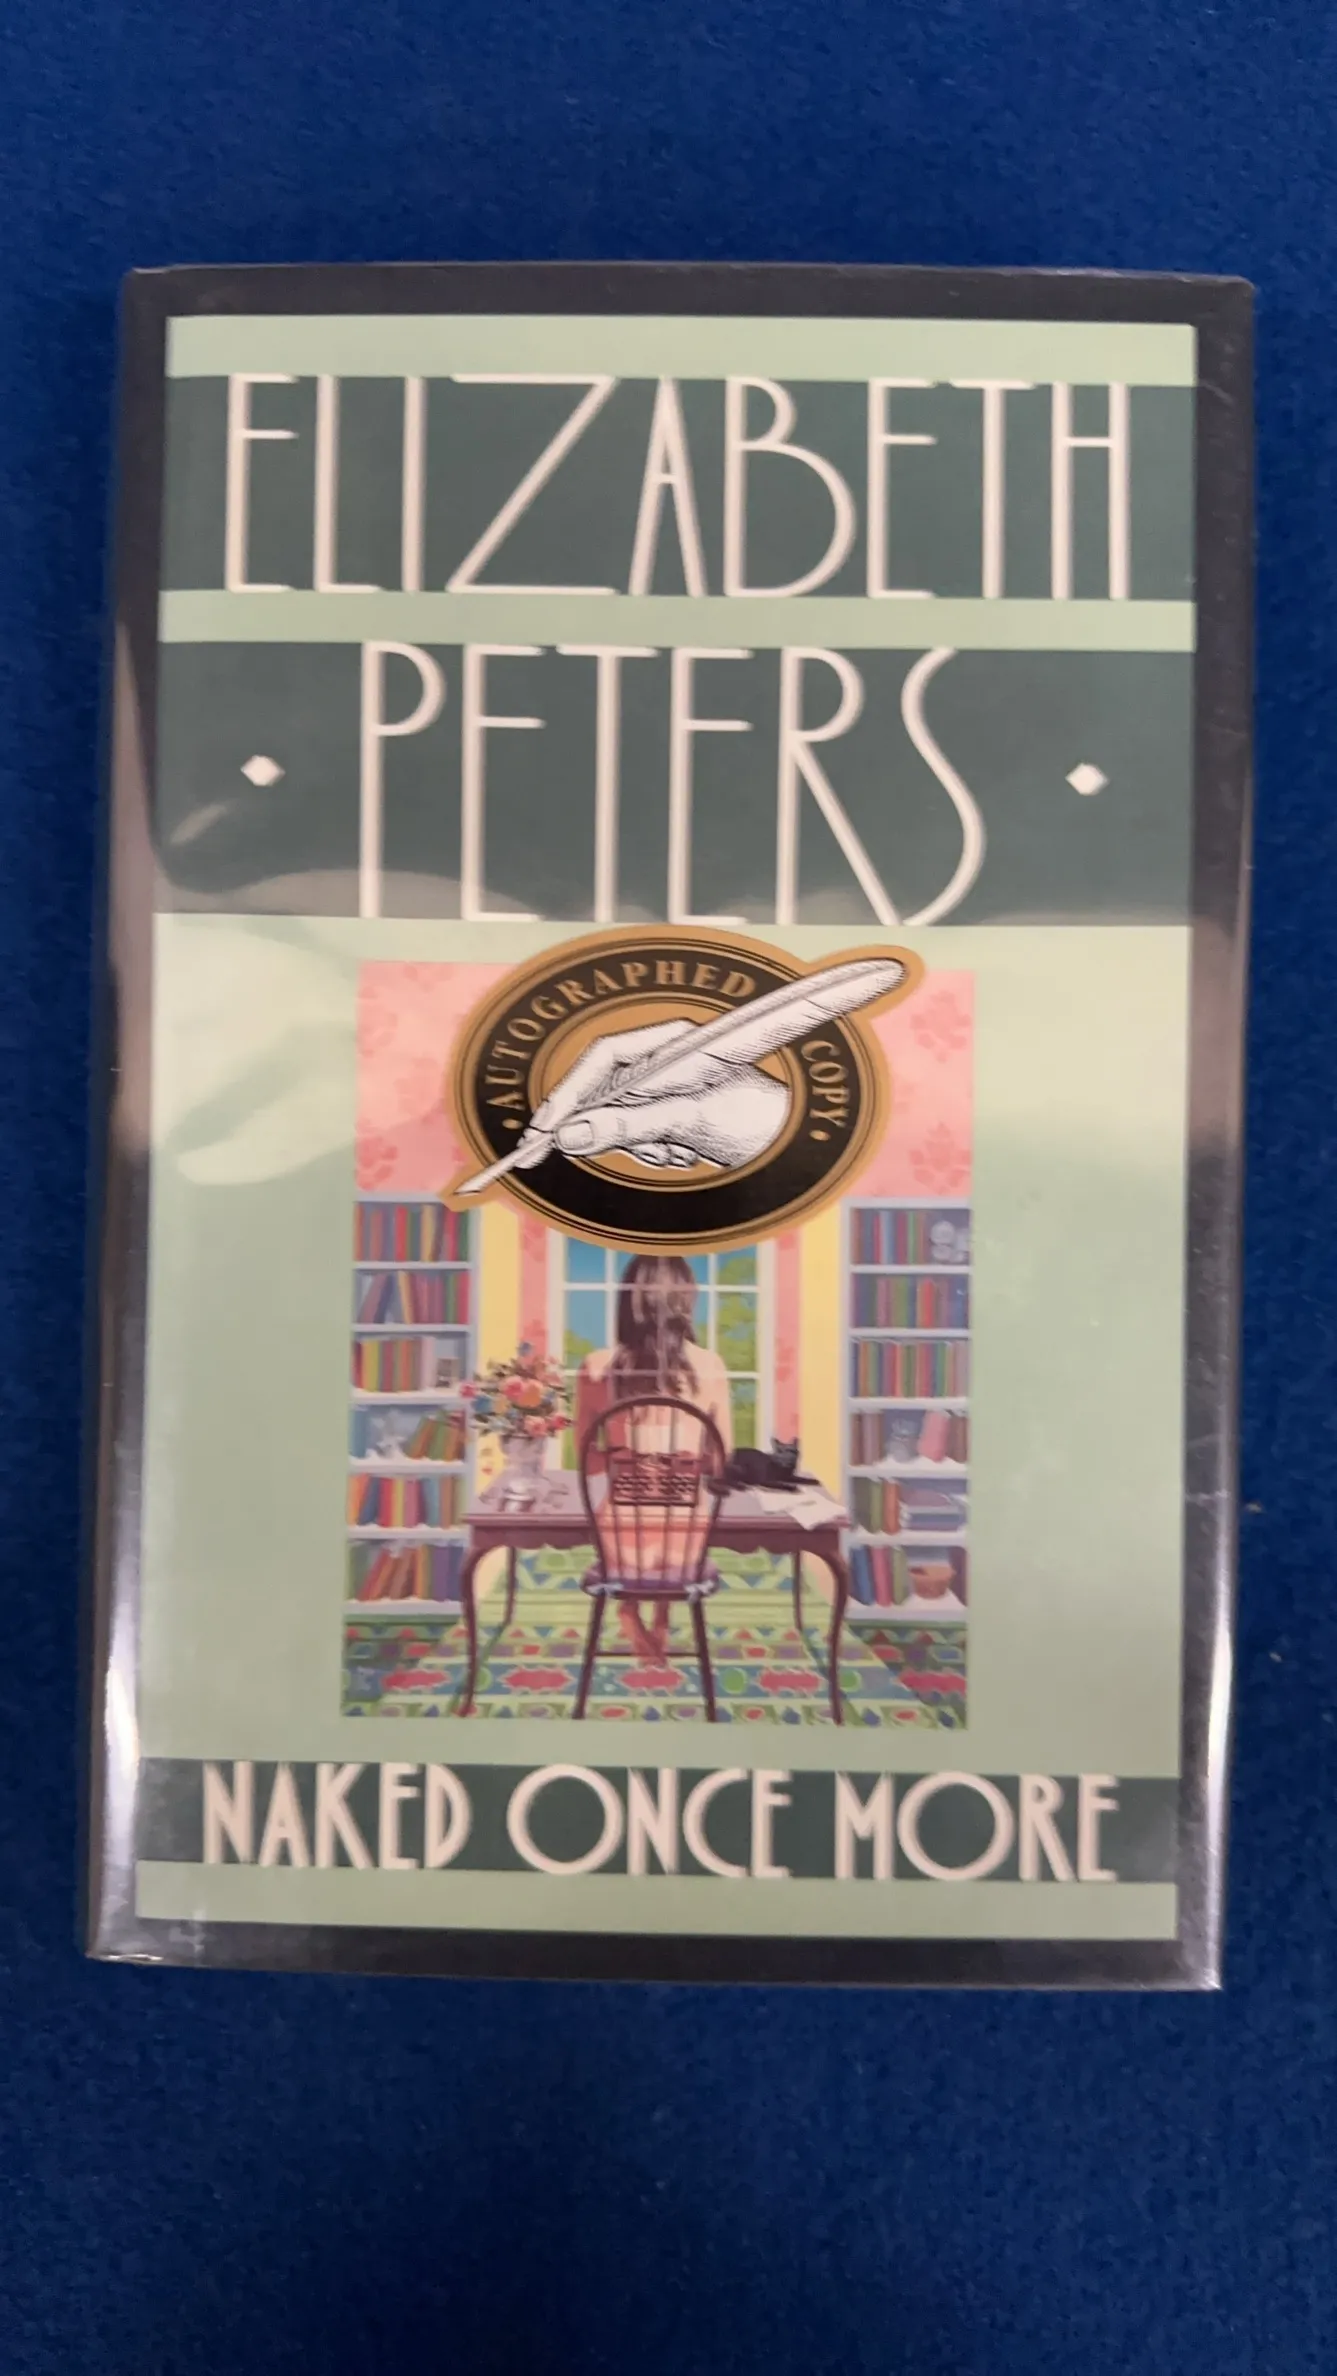 ELIZABETH
PETERS
• AUTOGRAPHED COPY •
NAKED ONCE MORE